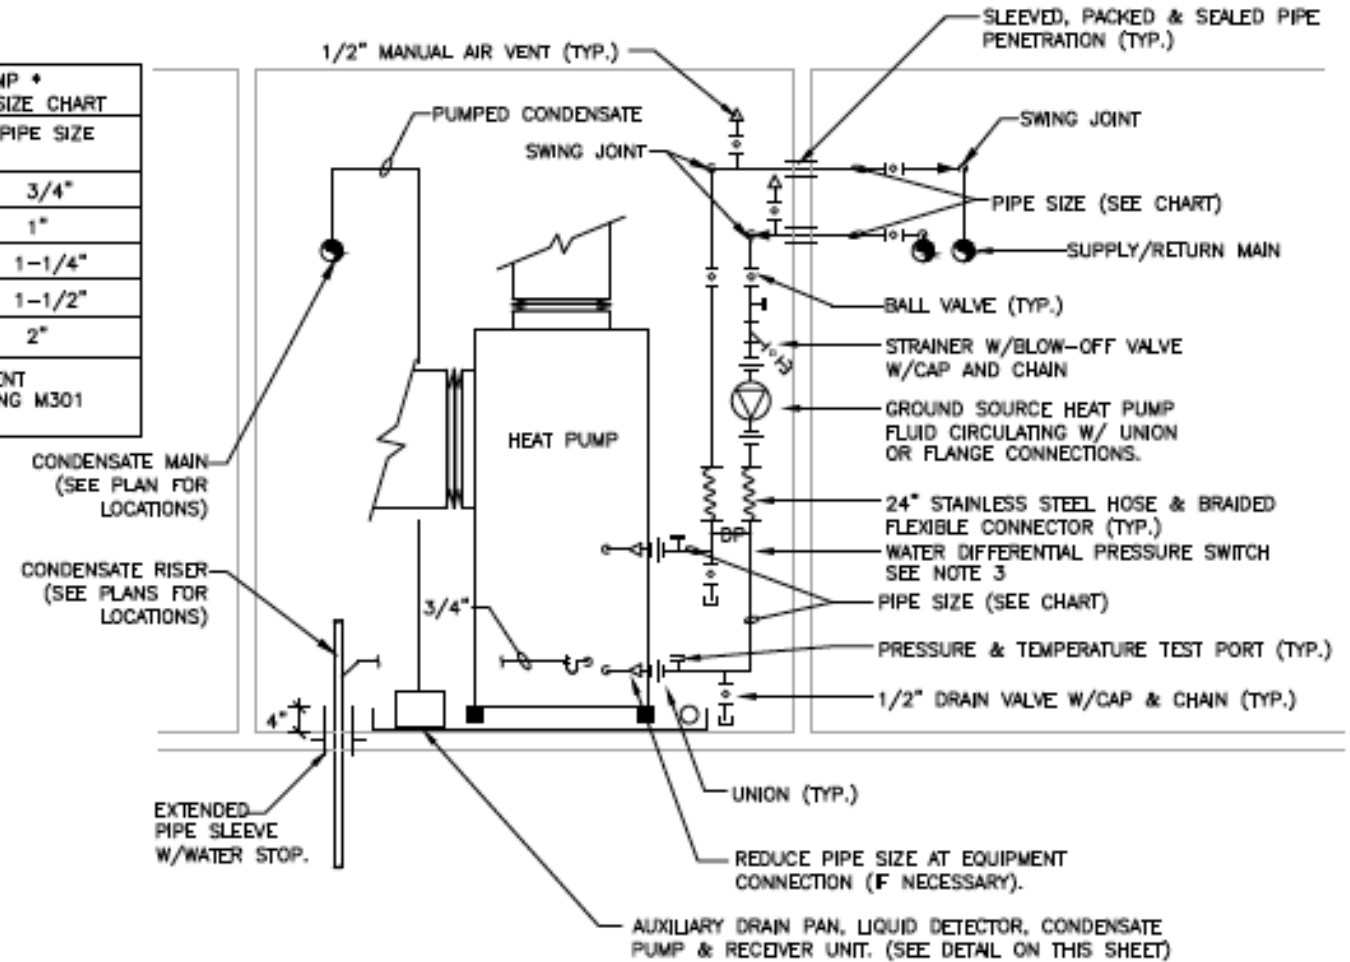 SLEEVED, PACKED & SEALED PIPE
PENETRATION (TYP.)
1/2" MANUAL AIR VENT (TYP.)
SIZE CHART
PIPE SIZE
3/4"
1"
1-1/4"
1-1/2"
2"
M301
PUMPED CONDENSATE
SWING JOINT
SWING JOINT
PIPE SIZE (SEE CHART)
SUPPLY/RETURN MAIN
BALL VALVE (TYP.)
STRAINER W/BLOW-OFF VALVE
W/CAP AND CHAIN
GROUND SOURCE HEAT PUMP
FLUID CIRCULATING W/ UNION
OR FLANGE CONNECTIONS.
HEAT PUMP
CONDENSATE MAIN
(SEE PLAN FOR
LOCATIONS)
24" STAINLESS STEEL HOSE & BRAIDED
FLEXIBLE CONNECTOR (TYP.)
DP
WATER DIFFERENTIAL PRESSURE SWITCH
SEE NOTE 3
CONDENSATE RISER
(SEE PLANS FOR
LOCATIONS)
3/4"
PIPE SIZE (SEE CHART)
PRESSURE & TEMPERATURE TEST PORT (TYP.)
1/2" DRAIN VALVE W/CAP & CHAIN (TYP.)
4"
UNION (TYP.)
EXTENDED
PIPE SLEEVE
W/WATER STOP.
REDUCE PIPE SIZE AT EQUIPMENT
CONNECTION (IF NECESSARY).
AUXILIARY DRAIN PAN, LIQUID DETECTOR, CONDENSATE
PUMP & RECEIVER UNIT. (SEE DETAIL ON THIS SHEET)